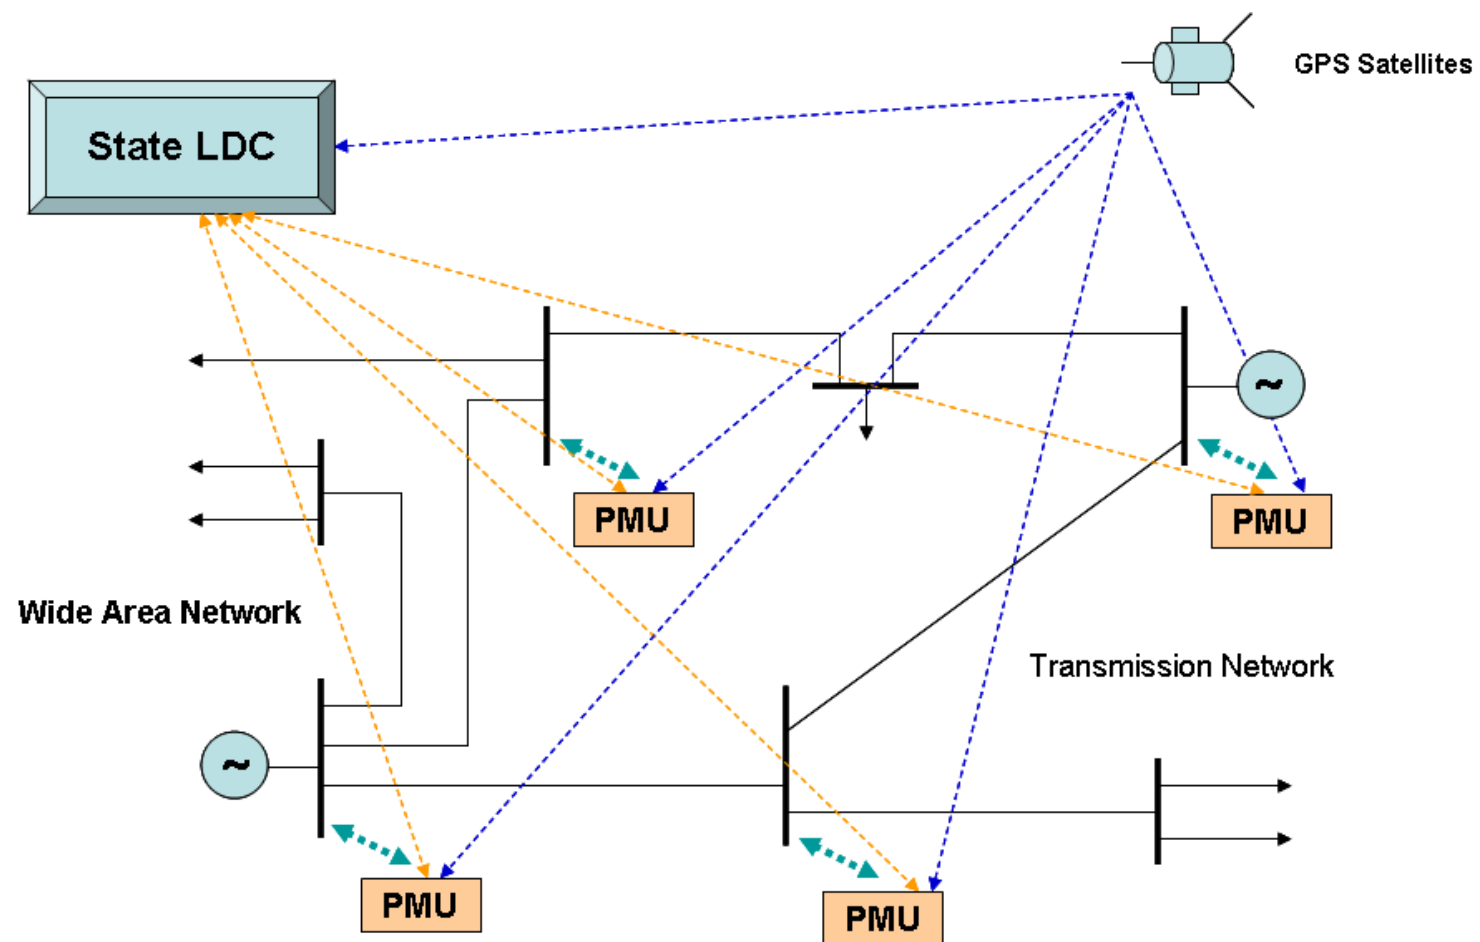 GPS Satellites
State LDC
~
PMU
PMU
Wide Area Network
Transmission Network
~
PMU
PMU